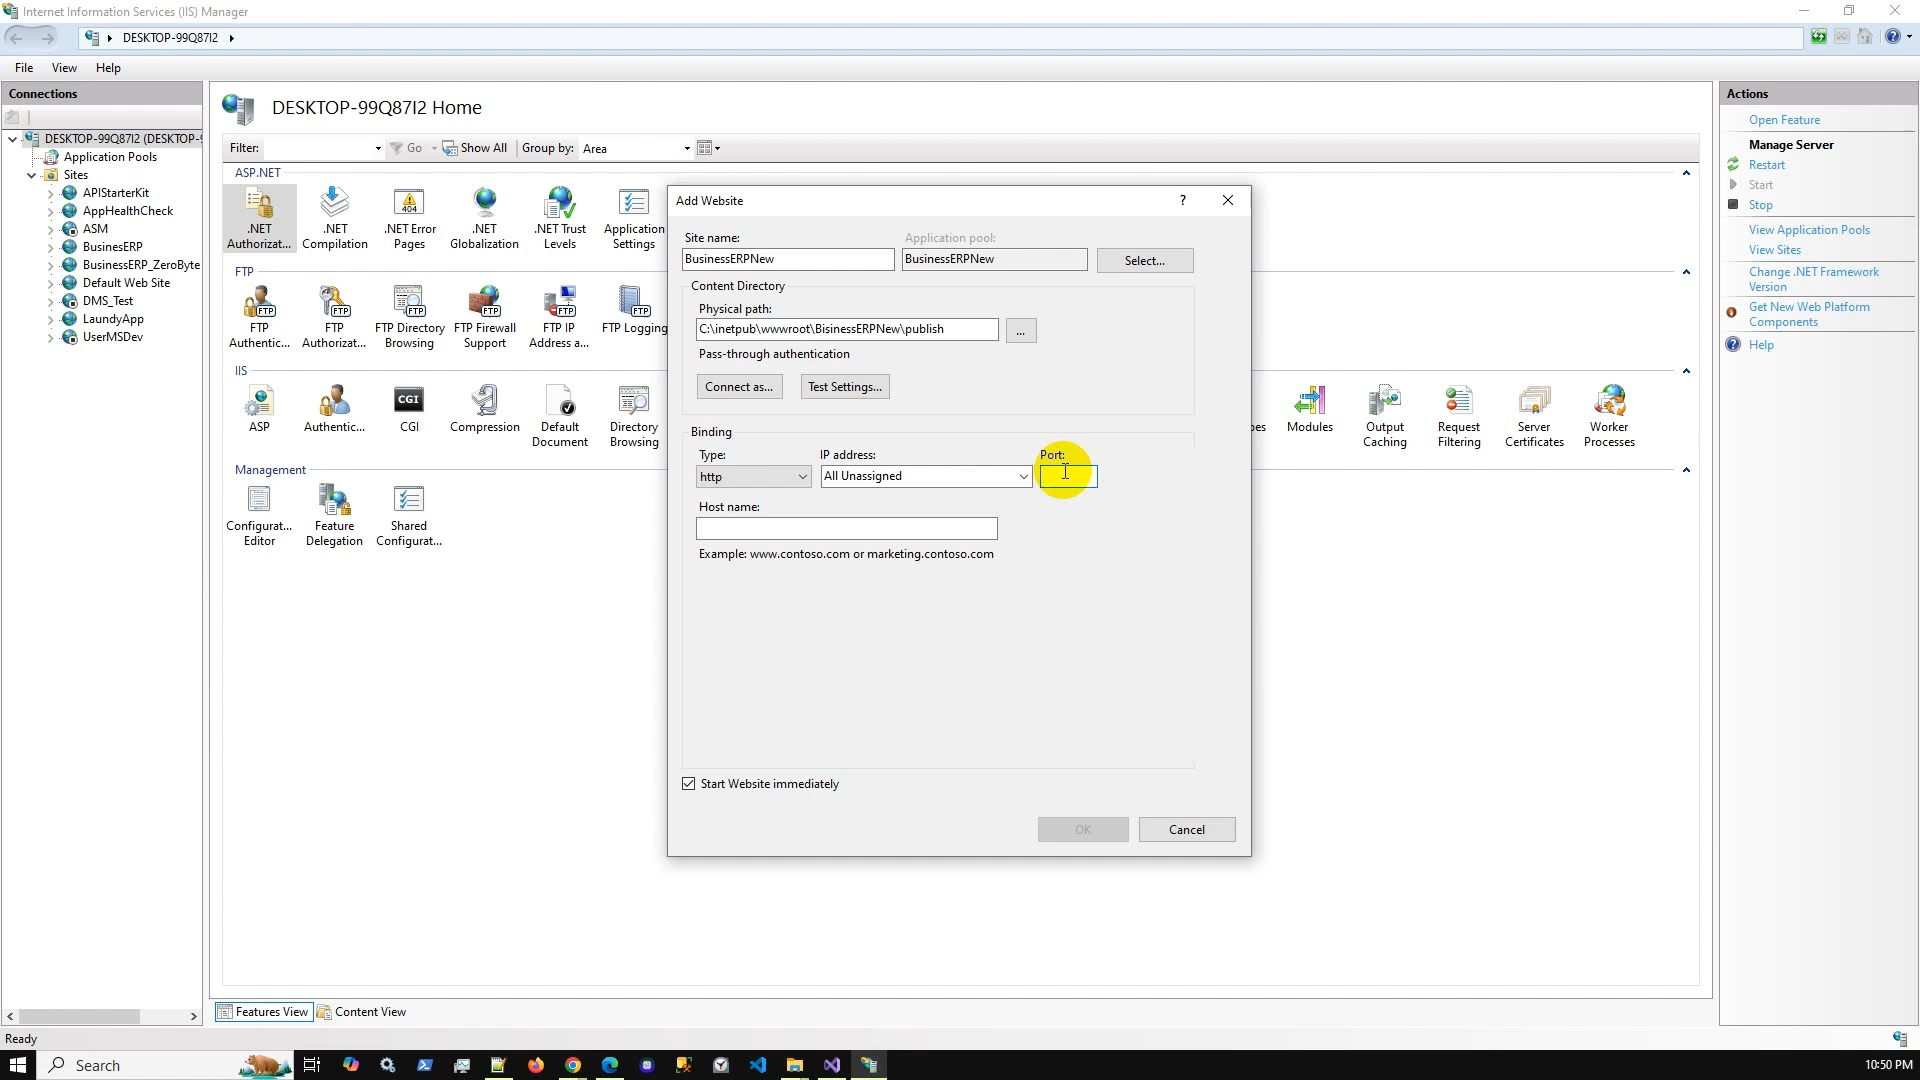 Internet Information Services (IIS) Manager
DESKTOP-99Q87I2
File View Help
Connections
DESKTOP-99Q87I2 (DESKTOP-9
Application Pools
Sites
APIStarterKit
AppHealthCheck
ASM
BusinesERP
BusinessERP_ZeroByte
Default Web Site
DMS_Test
LaundyApp
UserMSDev
DESKTOP-99Q87I2 Home
Filter: Go Show All Group by: Area
ASP.NET
.NET Authorizat...
.NET Compilation
404
.NET Error Pages
.NET Globalization
.NET Trust Levels
Application Settings
FTP
FTP Authentic...
FTP Authorizat...
FTP Directory Browsing
FTP Firewall Support
FTP IP Address a...
FTP Logging
IIS
ASP
Authentic...
CGI
CGI
Compression
Default Document
Directory Browsing
pes
Modules
Output Caching
Request Filtering
Server Certificates
Worker Processes
Management
Configurat... Editor
Feature Delegation
Shared Configurat...
Add Website
?
Site name:
Application pool:
BusinessERPNew
BusinessERPNew
Select...
Content Directory
Physical path:
C:\inetpub\wwwroot\BisinessERPNew\publish
...
Pass-through authentication
Connect as...
Test Settings...
Binding
Type:
IP address:
Port:
http
All Unassigned
Host name:
Example: www.contoso.com or marketing.contoso.com
Start Website immediately
OK
Cancel
Features View
Content View
Actions
Open Feature
Manage Server
Restart
Start
Stop
View Application Pools
View Sites
Change .NET Framework
Version
Get New Web Platform
Components
Help
Ready
Search
10:50 PM